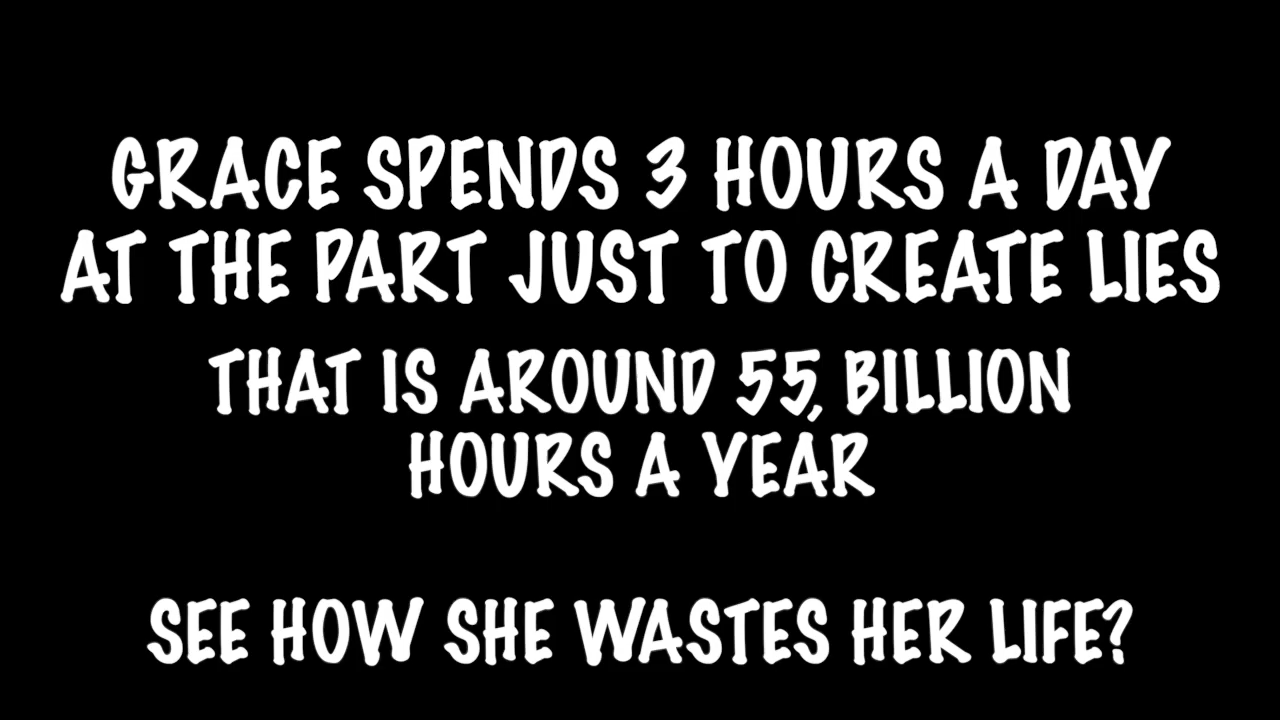 GRACE SPENDS 3 HOURS A DAY
AT THE PART JUST TO CREATE LIES
THAT IS AROUND 55, BILLION
HOURS A YEAR
SEE HOW SHE WASTES HER LIFE?